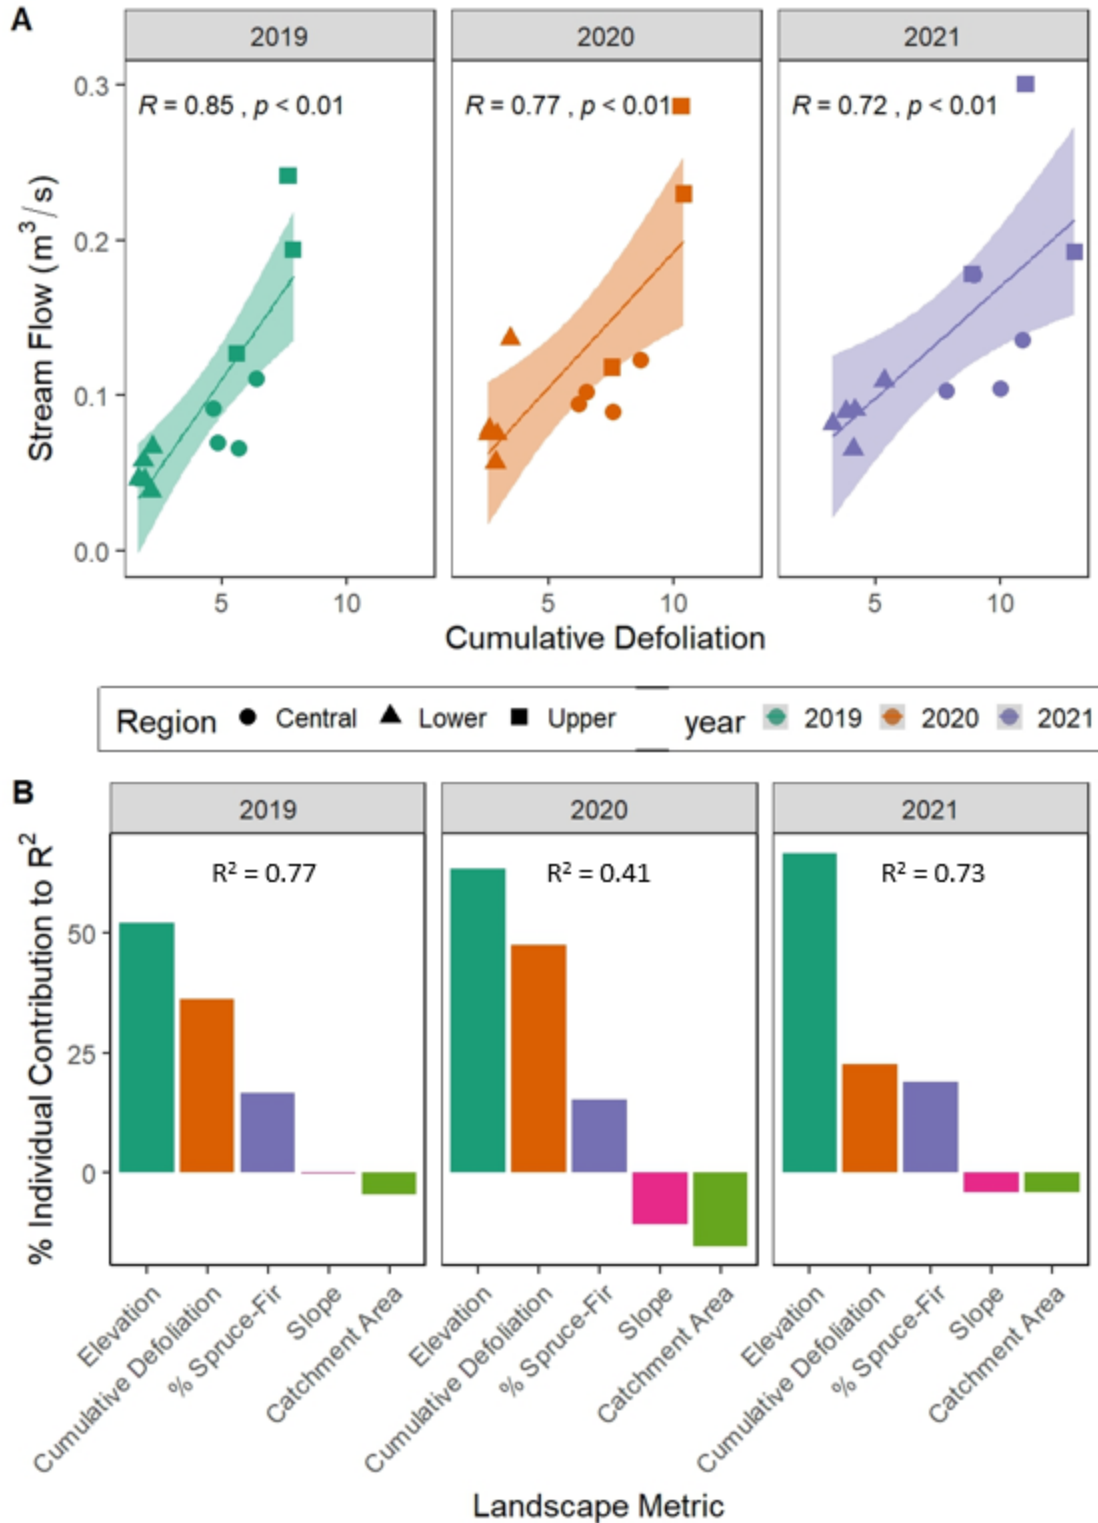 A
2019 2020 2021
R = 0.85 , p < 0.01 R = 0.77 , p < 0.01 R = 0.72 , p < 0.01
Stream Flow (m³/s)
0.3
0.2
0.1
0.0
5 10 5 10 5 10
Cumulative Defoliation
Region Central Lower Upper year 2019 2020 2021
B
2019 2020 2021
R² = 0.77 R² = 0.41 R² = 0.73
% Individual Contribution to R²
50
25
0
Elevation Cumulative Defoliation % Spruce-Fir Slope Catchment Area Elevation Cumulative Defoliation % Spruce-Fir Slope Catchment Area Elevation Cumulative Defoliation % Spruce-Fir Slope Catchment Area
Landscape Metric